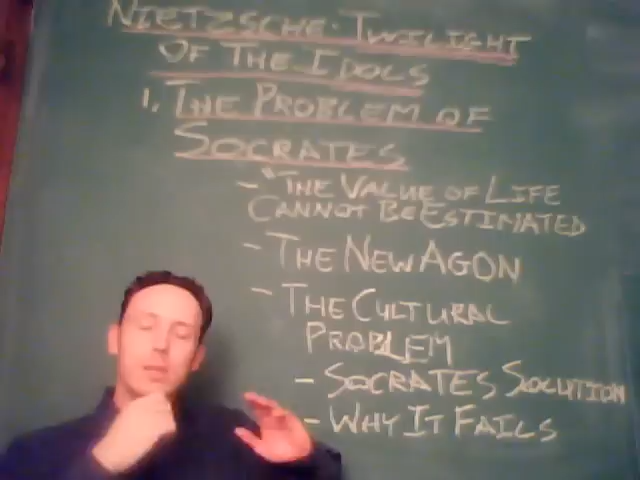 NIETZSCHE: TWILIGHT
OF THE IDOLS
1. THE PROBLEM OF
SOCRATES
- "THE VALUE OF LIFE
CANNOT BE ESTIMATED
- THE NEW AGON
- THE CULTURAL
PROBLEM
- SOCRATES SOLUTION
- WHY IT FAILS